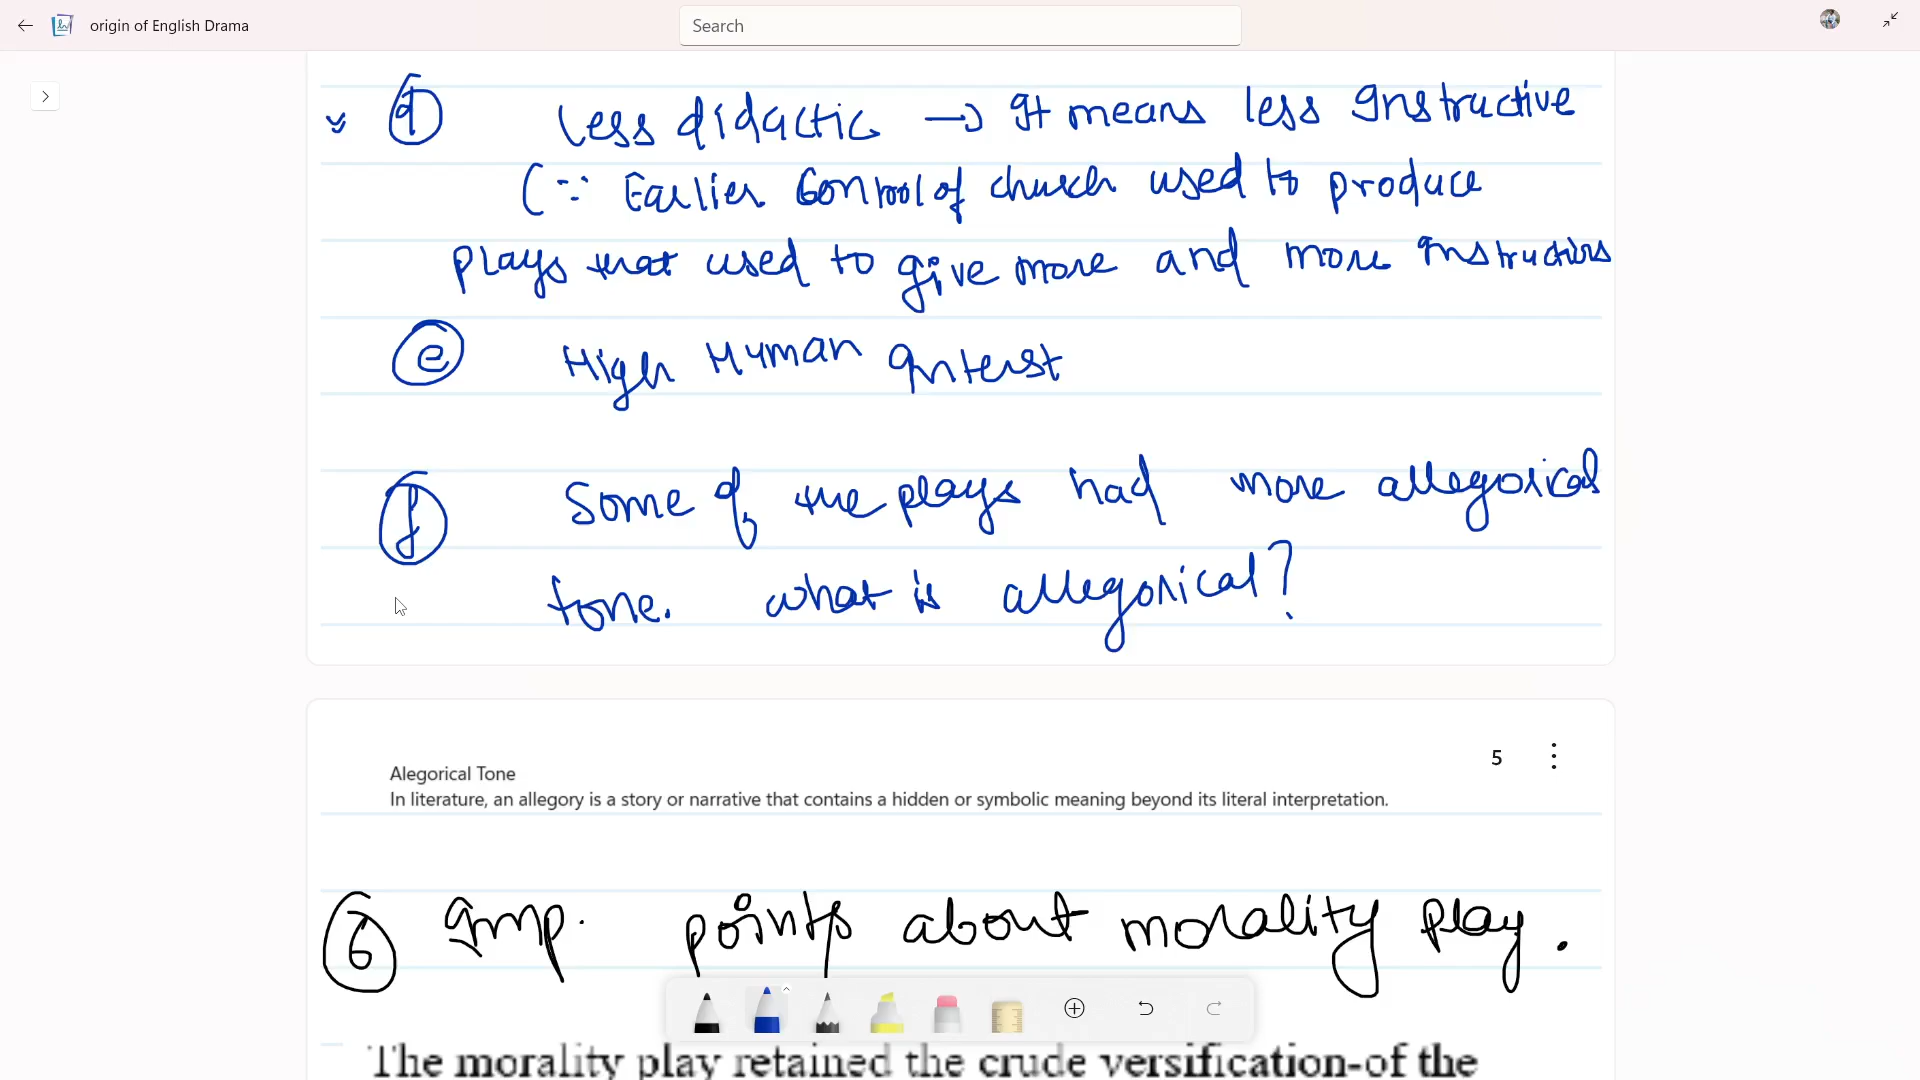 origin of English Drama
Search
d Less didactic → It means less Instructive
(∵ Earlier Control of church used to produce
plays that used to give more and more Instructions
e High Human Interst
f Some of the plays had more allegorical
tone. what is allegorical?
5
Alegorical Tone
In literature, an allegory is a story or narrative that contains a hidden or symbolic meaning beyond its literal interpretation.
6 Imp. points about morality play.
The morality play retained the crude versification-of the